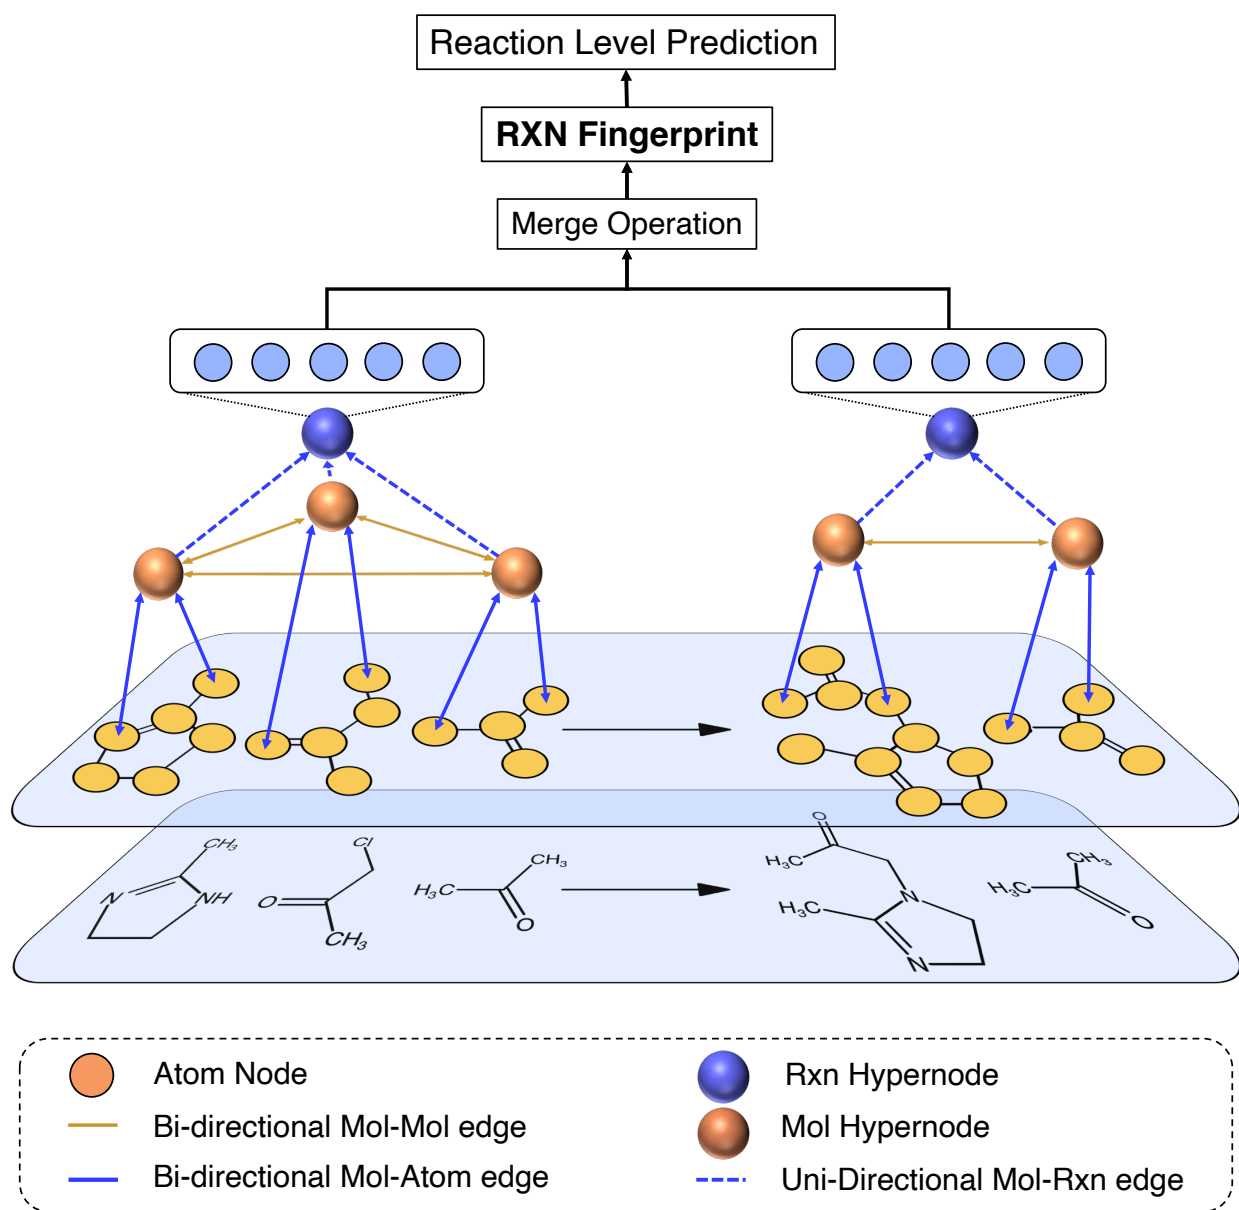 Reaction Level Prediction
RXN Fingerprint
Merge Operation
CH₃
N
NH
Cl
O
CH₃
CH₃
H₃C
O
O
H₃C
N
H₃C
N
CH₃
H₃C
O
Atom Node
Rxn Hypernode
Bi-directional Mol-Mol edge
Mol Hypernode
Bi-directional Mol-Atom edge
Uni-Directional Mol-Rxn edge